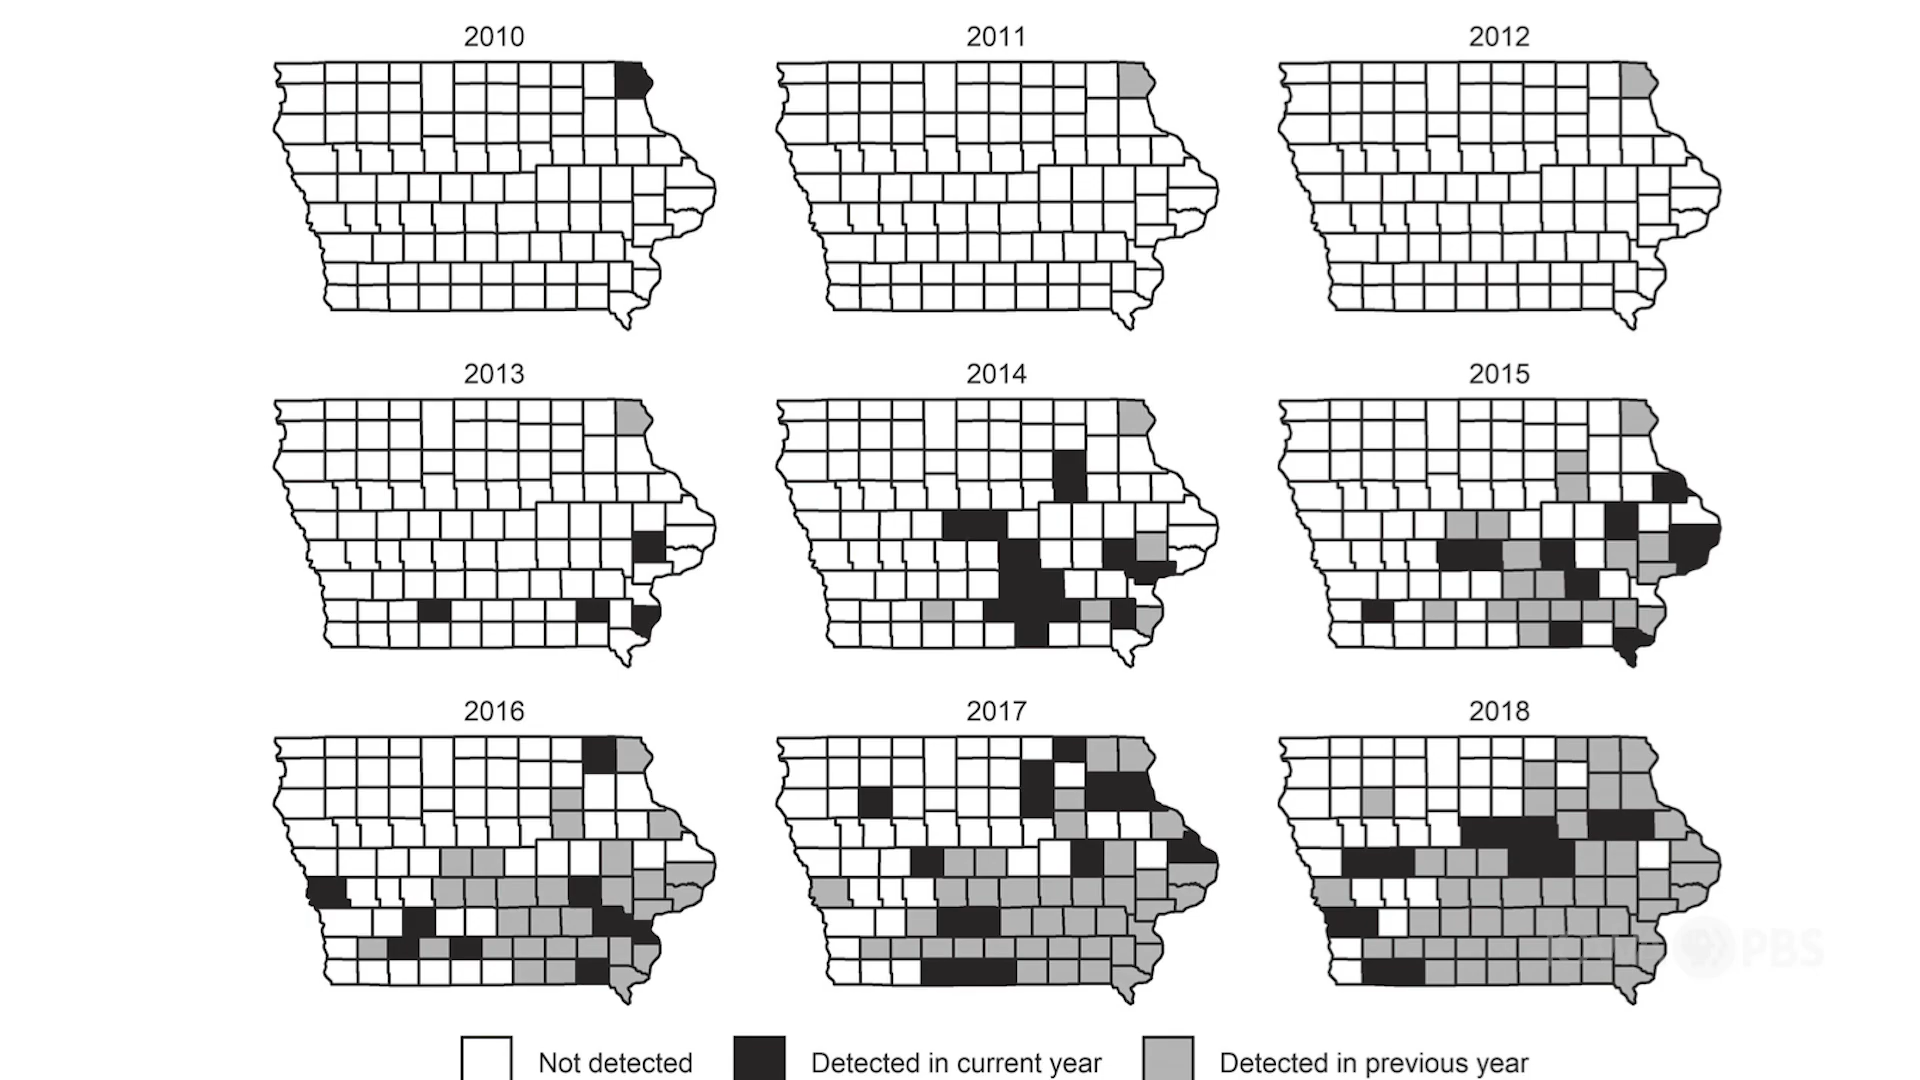 2010
2011
2012
2013
2014
2015
2016
2017
2018
PBS
Not detected
Detected in current year
Detected in previous year